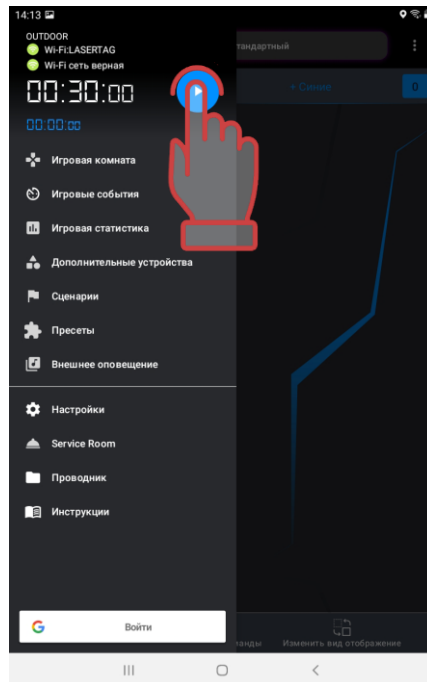 14:13
OUTDOOR
Wi-Fi:LASERTAG
Wi-Fi сеть верная
тандартный
00:30:00
+ Синие
0
00:00:00
Игровая комната
Игровые события
Игровая статистика
Дополнительные устройства
Сценарии
Пресеты
Внешнее оповещение
Настройки
Service Room
Проводник
Инструкции
G
Войти
манды
Изменить вид отображение